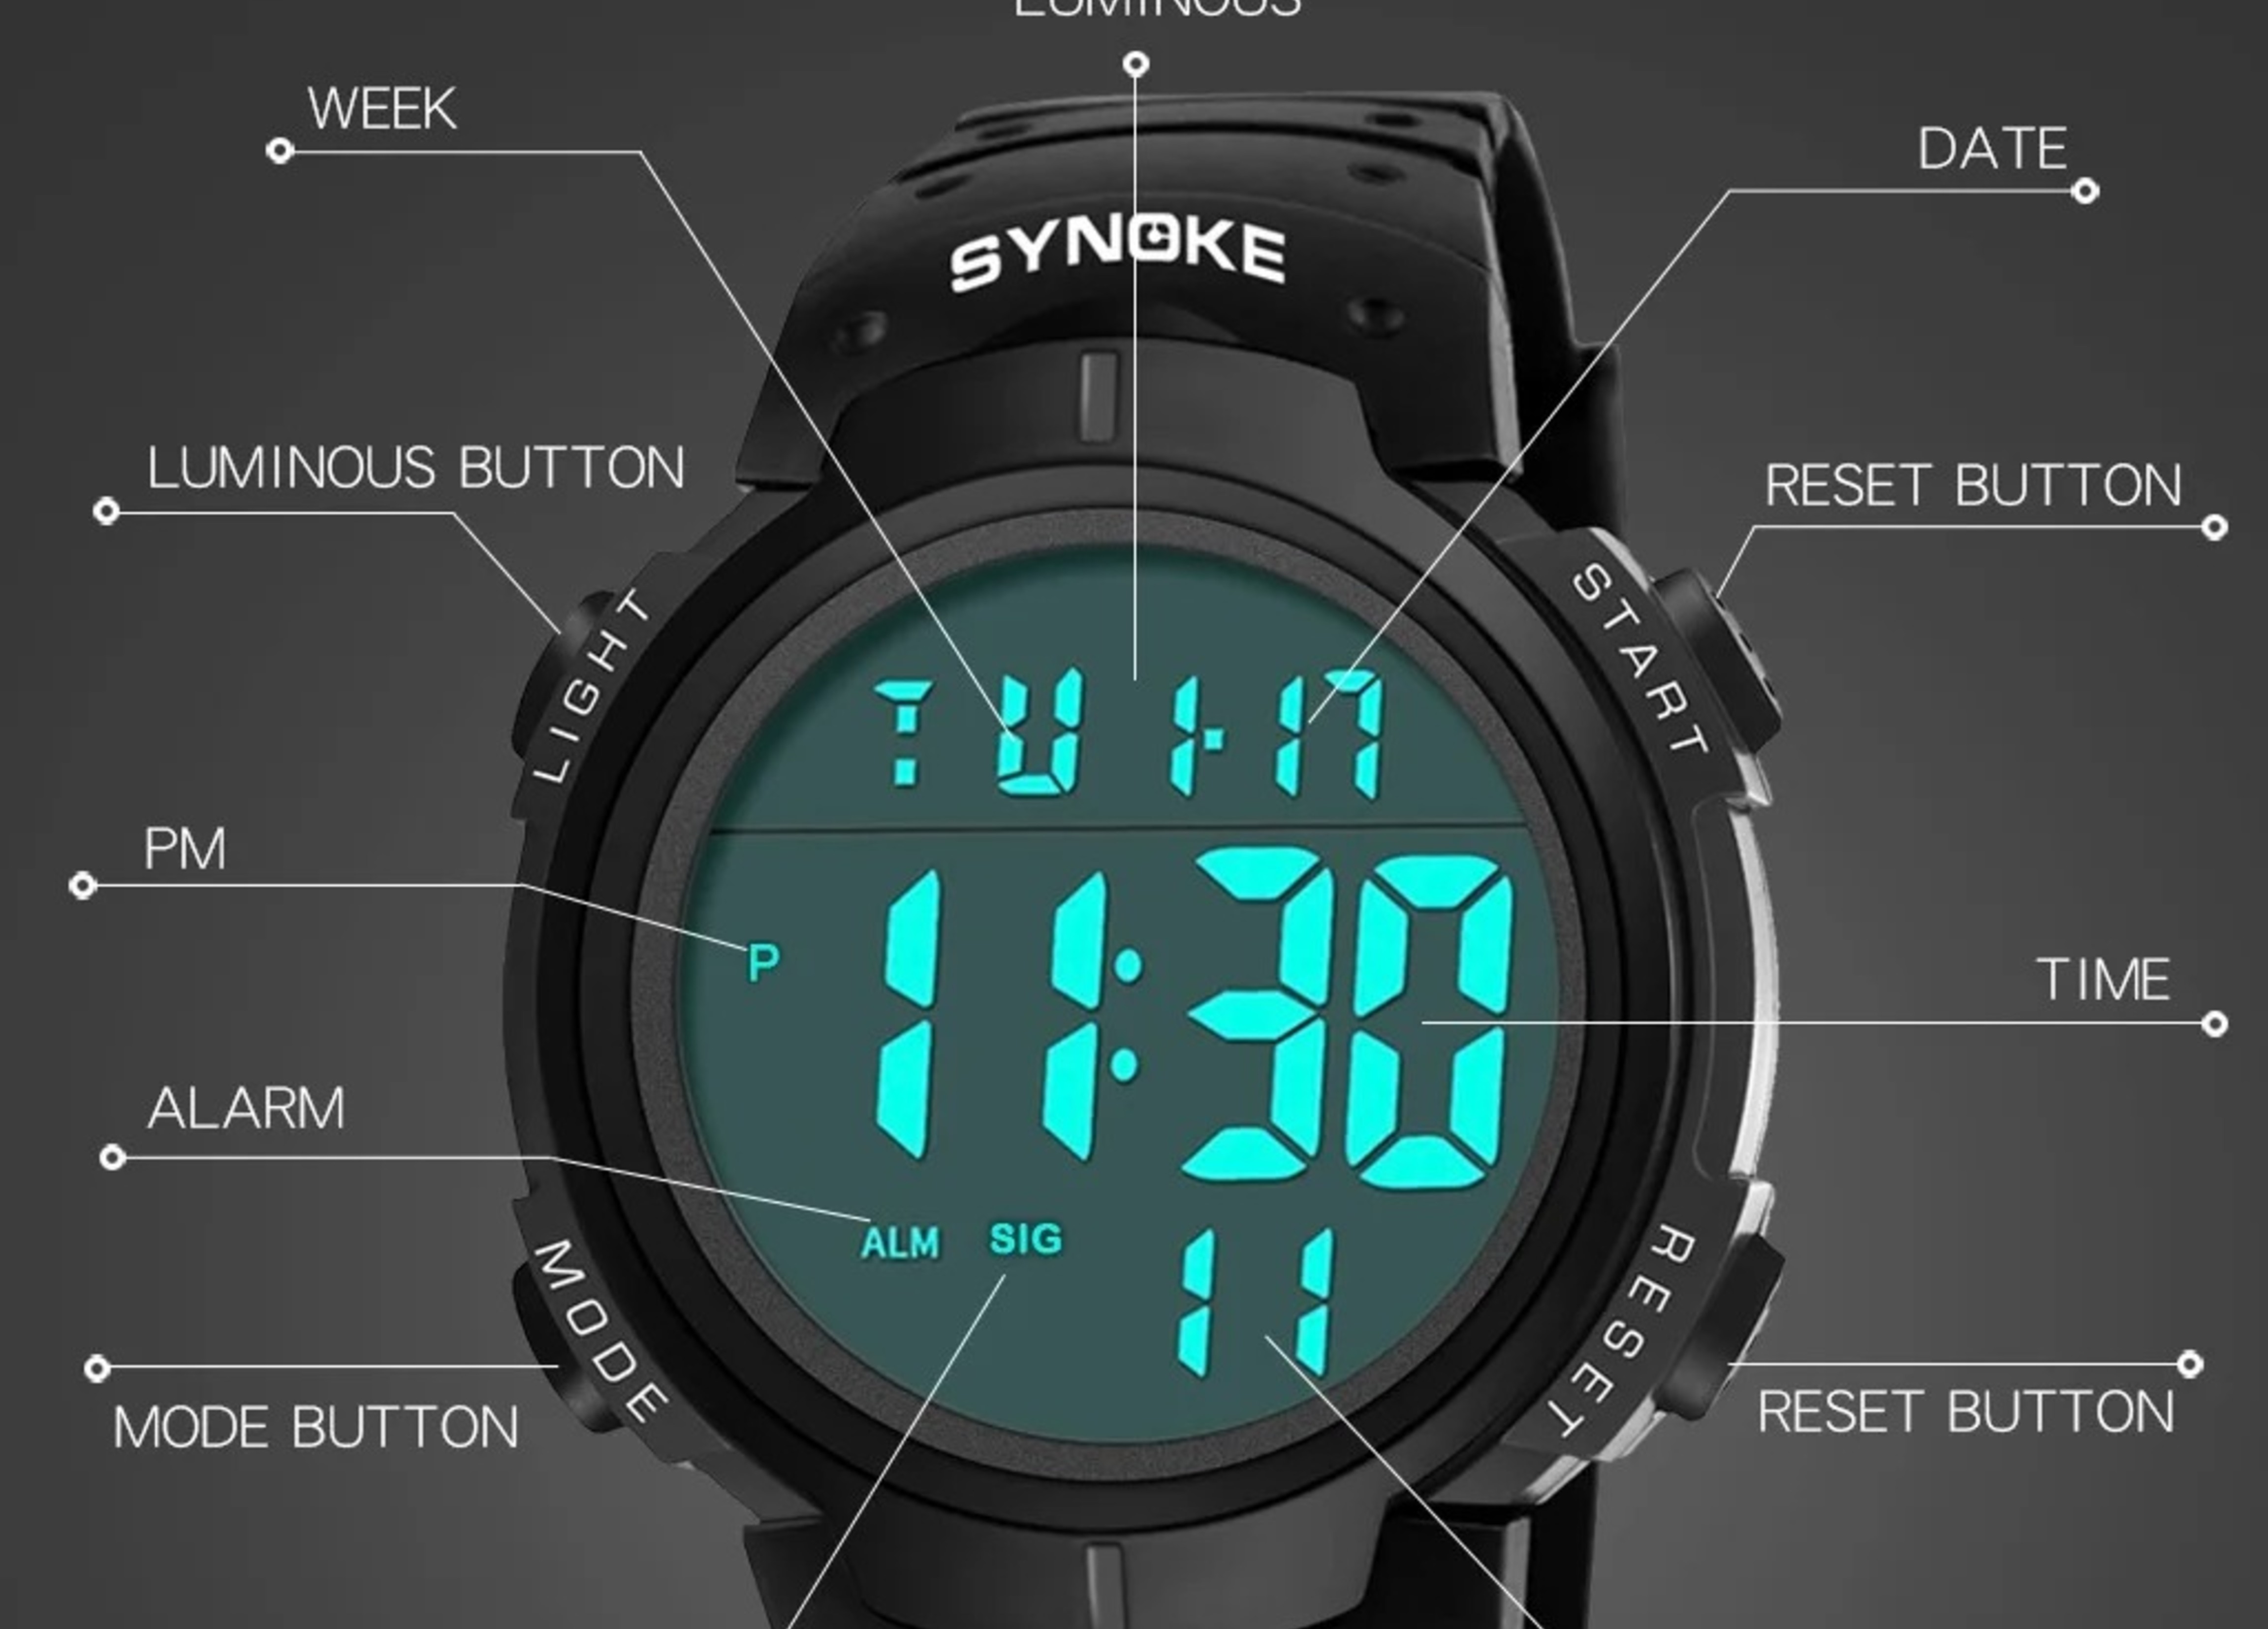 LUMINOUS
WEEK
DATE
SYNOKE
LUMINOUS BUTTON
RESET BUTTON
LIGHT
START
TU 1-17
PM
P
11:30
TIME
ALARM
ALM SIG
11
MODE
RESET
MODE BUTTON
RESET BUTTON